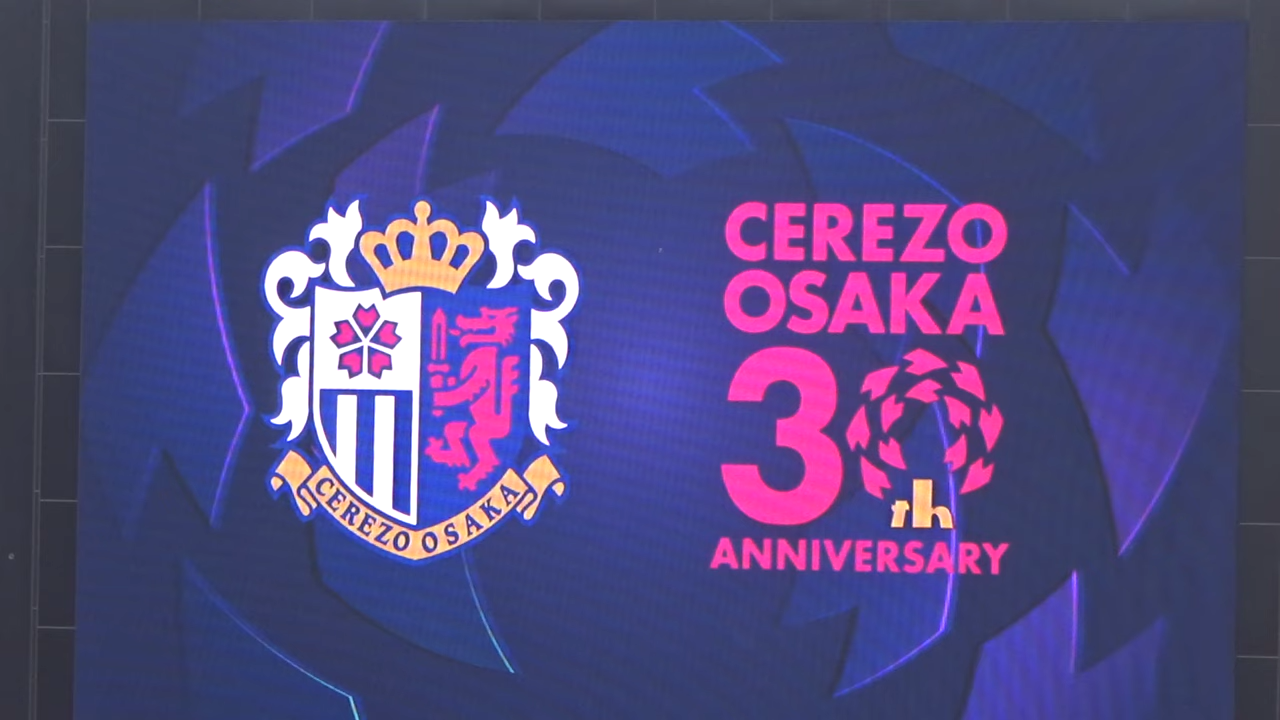 CEREZO OSAKA
CEREZO
OSAKA
30th
ANNIVERSARY